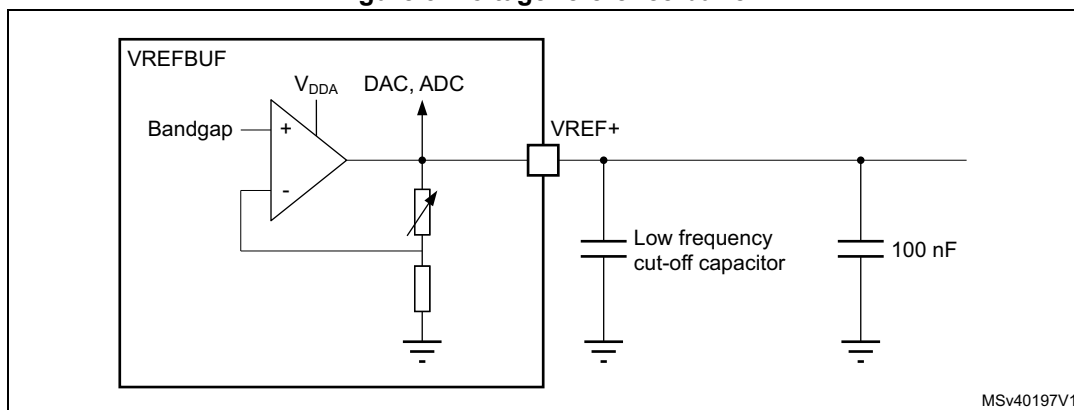 VREFBUF
VDDA
DAC, ADC
Bandgap
+
-
VREF+
Low frequency
cut-off capacitor
100 nF
MSv40197V1